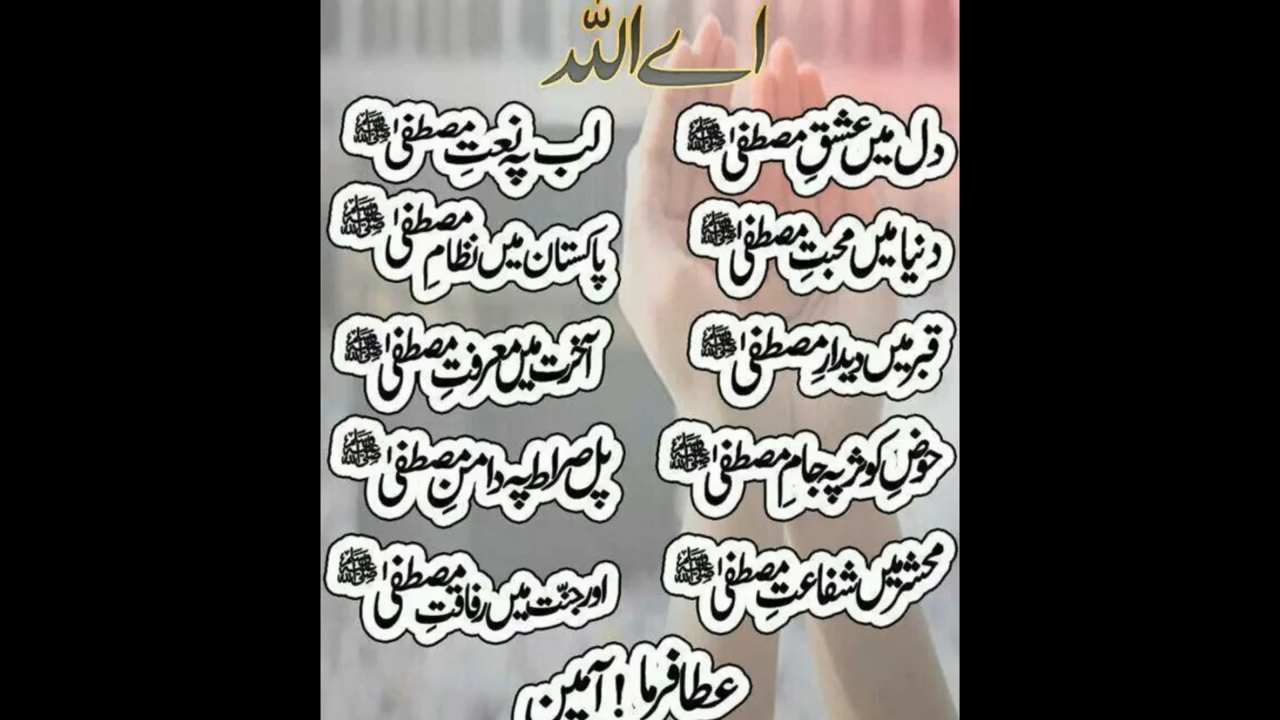 اے اللہ
دل میں عشقِ مصطفیٰ ﷺ لب پہ نعتِ مصطفیٰ ﷺ
دنیا میں محبتِ مصطفیٰ ﷺ پاکستان میں نظامِ مصطفیٰ ﷺ
قبر میں دیدارِ مصطفیٰ ﷺ آخرت میں معرفتِ مصطفیٰ ﷺ
حوضِ کوثر پہ جامِ مصطفیٰ ﷺ پل صراط پہ دامنِ مصطفیٰ ﷺ
محشر میں شفاعتِ مصطفیٰ ﷺ اور جنّت میں رفاقتِ مصطفیٰ ﷺ
عطا فرما ! آمین